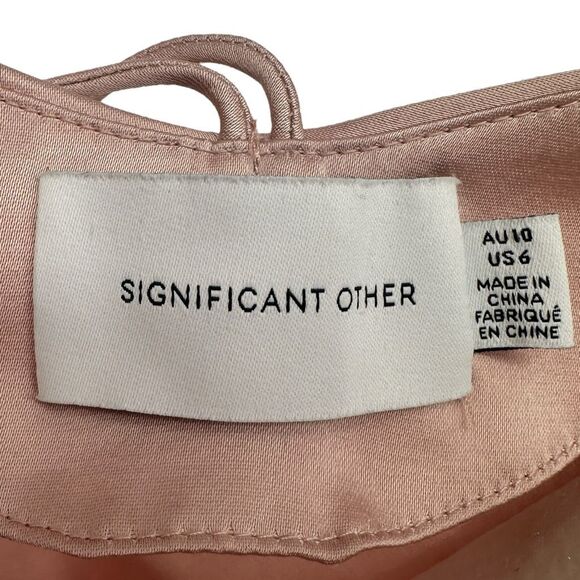 SIGNIFICANT OTHER
AU 10
US 6
MADE IN
CHINA
FABRIQUÉ
EN CHINE